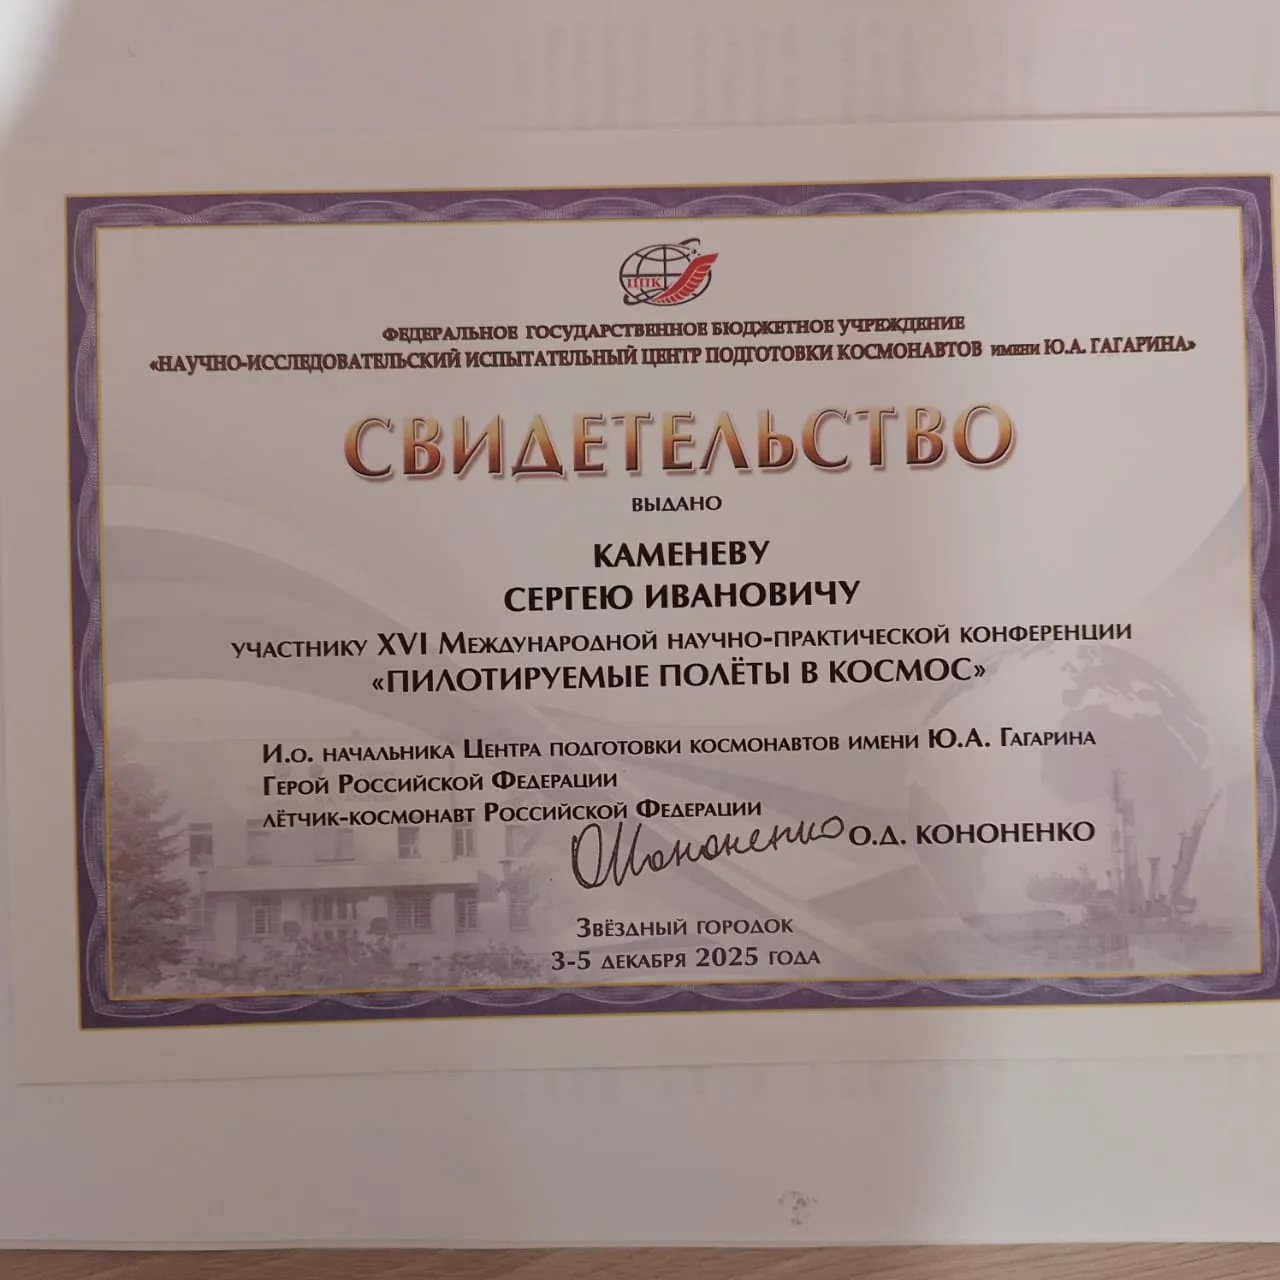 ЦПК
ФЕДЕРАЛЬНОЕ ГОСУДАРСТВЕННОЕ БЮДЖЕТНОЕ УЧРЕЖДЕНИЕ
«НАУЧНО-ИССЛЕДОВАТЕЛЬСКИЙ ИСПЫТАТЕЛЬНЫЙ ЦЕНТР ПОДГОТОВКИ КОСМОНАВТОВ имени Ю.А. ГАГАРИНА»
СВИДЕТЕЛЬСТВО
ВЫДАНО
КАМЕНЕВУ
СЕРГЕЮ ИВАНОВИЧУ
УЧАСТНИКУ XVI МЕЖДУНАРОДНОЙ НАУЧНО-ПРАКТИЧЕСКОЙ КОНФЕРЕНЦИИ
«ПИЛОТИРУЕМЫЕ ПОЛЁТЫ В КОСМОС»
И.О. НАЧАЛЬНИКА ЦЕНТРА ПОДГОТОВКИ КОСМОНАВТОВ ИМЕНИ Ю.А. ГАГАРИНА
ГЕРОЙ РОССИЙСКОЙ ФЕДЕРАЦИИ
ЛЁТЧИК-КОСМОНАВТ РОССИЙСКОЙ ФЕДЕРАЦИИ
ОКононенко О.Д. КОНОНЕНКО
ЗВЁЗДНЫЙ ГОРОДОК
3-5 ДЕКАБРЯ 2025 ГОДА